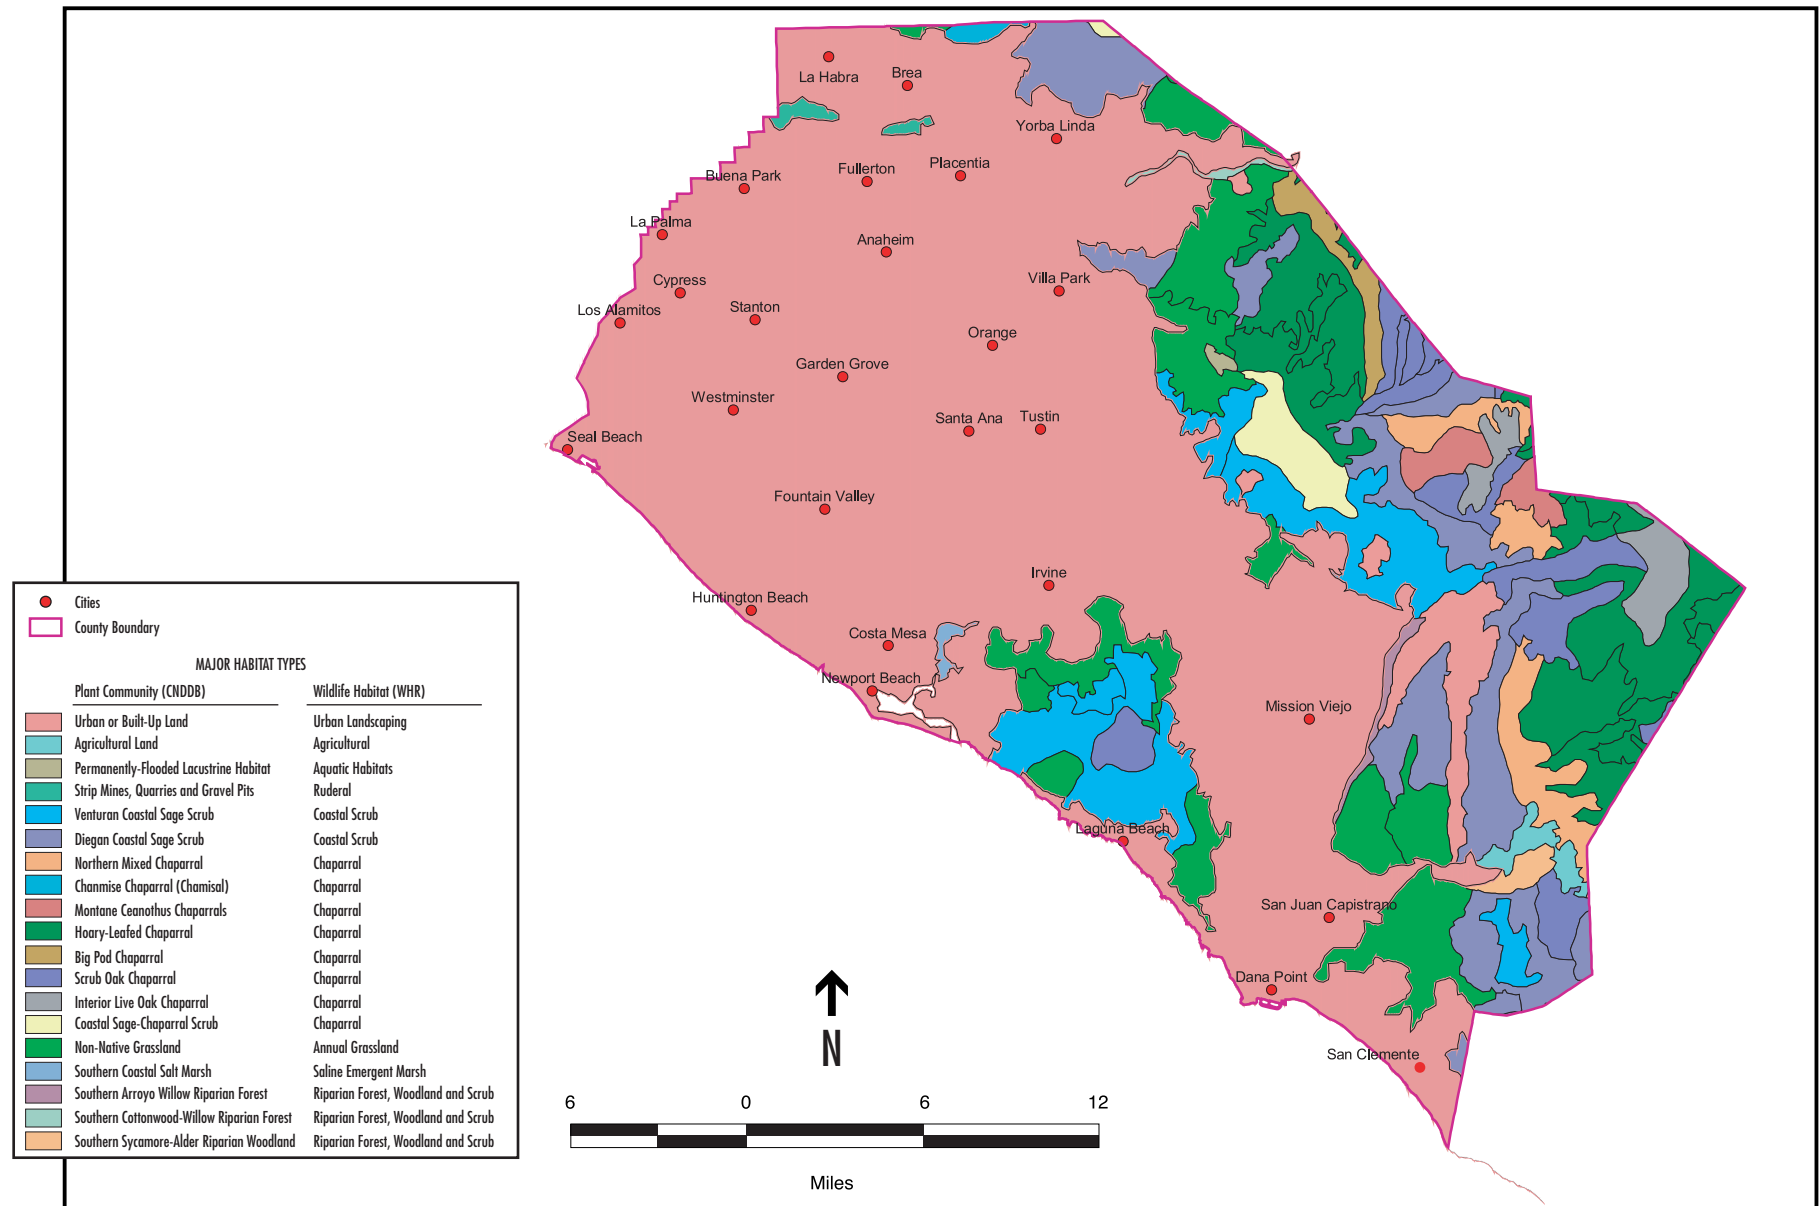 La Habra
Brea
Yorba Linda
Buena Park
Fullerton
Placentia
La Palma
Anaheim
Cypress
Villa Park
Los Alamitos
Stanton
Orange
Garden Grove
Westminster
Santa Ana
Tustin
Seal Beach
Fountain Valley
Irvine
Huntington Beach
Costa Mesa
Newport Beach
Mission Viejo
Laguna Beach
San Juan Capistrano
Dana Point
San Clemente
Cities
County Boundary
MAJOR HABITAT TYPES
Plant Community (CNDDB) Wildlife Habitat (WHR)
Urban or Built-Up Land Urban Landscaping
Agricultural Land Agricultural
Permanently-Flooded Lacustrine Habitat Aquatic Habitats
Strip Mines, Quarries and Gravel Pits Ruderal
Venturan Coastal Sage Scrub Coastal Scrub
Diegan Coastal Sage Scrub Coastal Scrub
Northern Mixed Chaparral Chaparral
Chanmise Chaparral (Chamisal) Chaparral
Montane Ceanothus Chaparrals Chaparral
Hoary-Leafed Chaparral Chaparral
Big Pod Chaparral Chaparral
Scrub Oak Chaparral Chaparral
Interior Live Oak Chaparral Chaparral
Coastal Sage-Chaparral Scrub Chaparral
Non-Native Grassland Annual Grassland
Southern Coastal Salt Marsh Saline Emergent Marsh
Southern Arroyo Willow Riparian Forest Riparian Forest, Woodland and Scrub
Southern Cottonwood-Willow Riparian Forest Riparian Forest, Woodland and Scrub
Southern Sycamore-Alder Riparian Woodland Riparian Forest, Woodland and Scrub
N
6 0 6 12
Miles